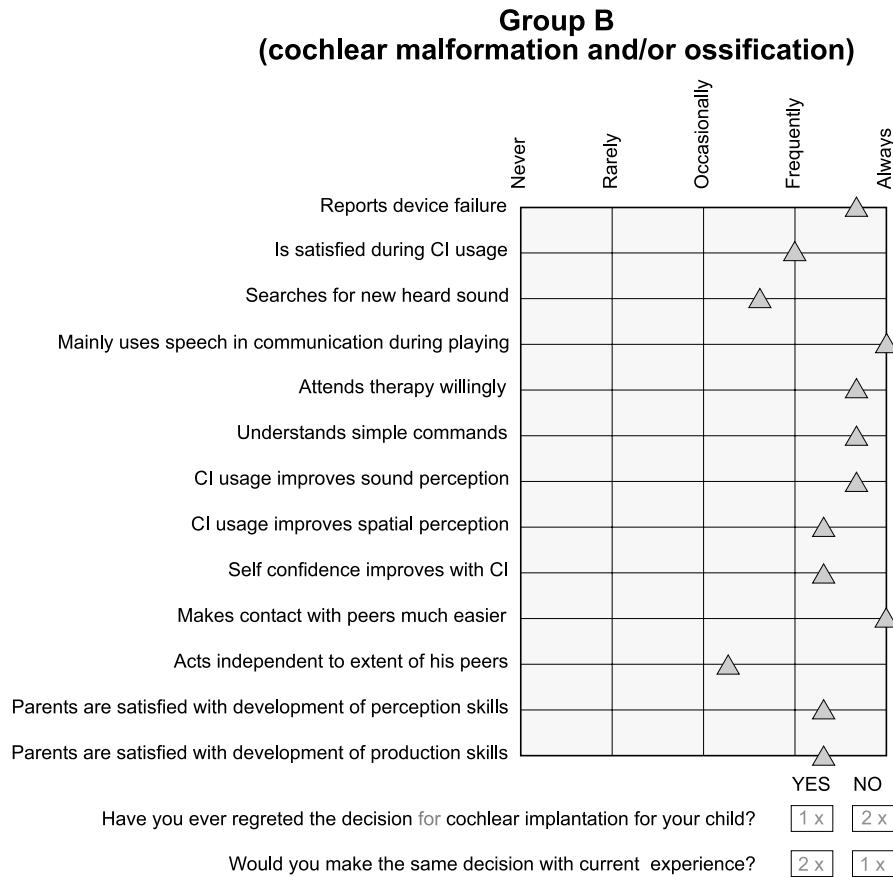 Group B
(cochlear malformation and/or ossification)
Never
Rarely
Occasionally
Frequently
Always
Reports device failure
Is satisfied during CI usage
Searches for new heard sound
Mainly uses speech in communication during playing
Attends therapy willingly
Understands simple commands
CI usage improves sound perception
CI usage improves spatial perception
Self confidence improves with CI
Makes contact with peers much easier
Acts independent to extent of his peers
Parents are satisfied with development of perception skills
Parents are satisfied with development of production skills
YES NO
Have you ever regretted the decision for cochlear implantation for your child? 1 x 2 x
Would you make the same decision with current experience? 2 x 1 x